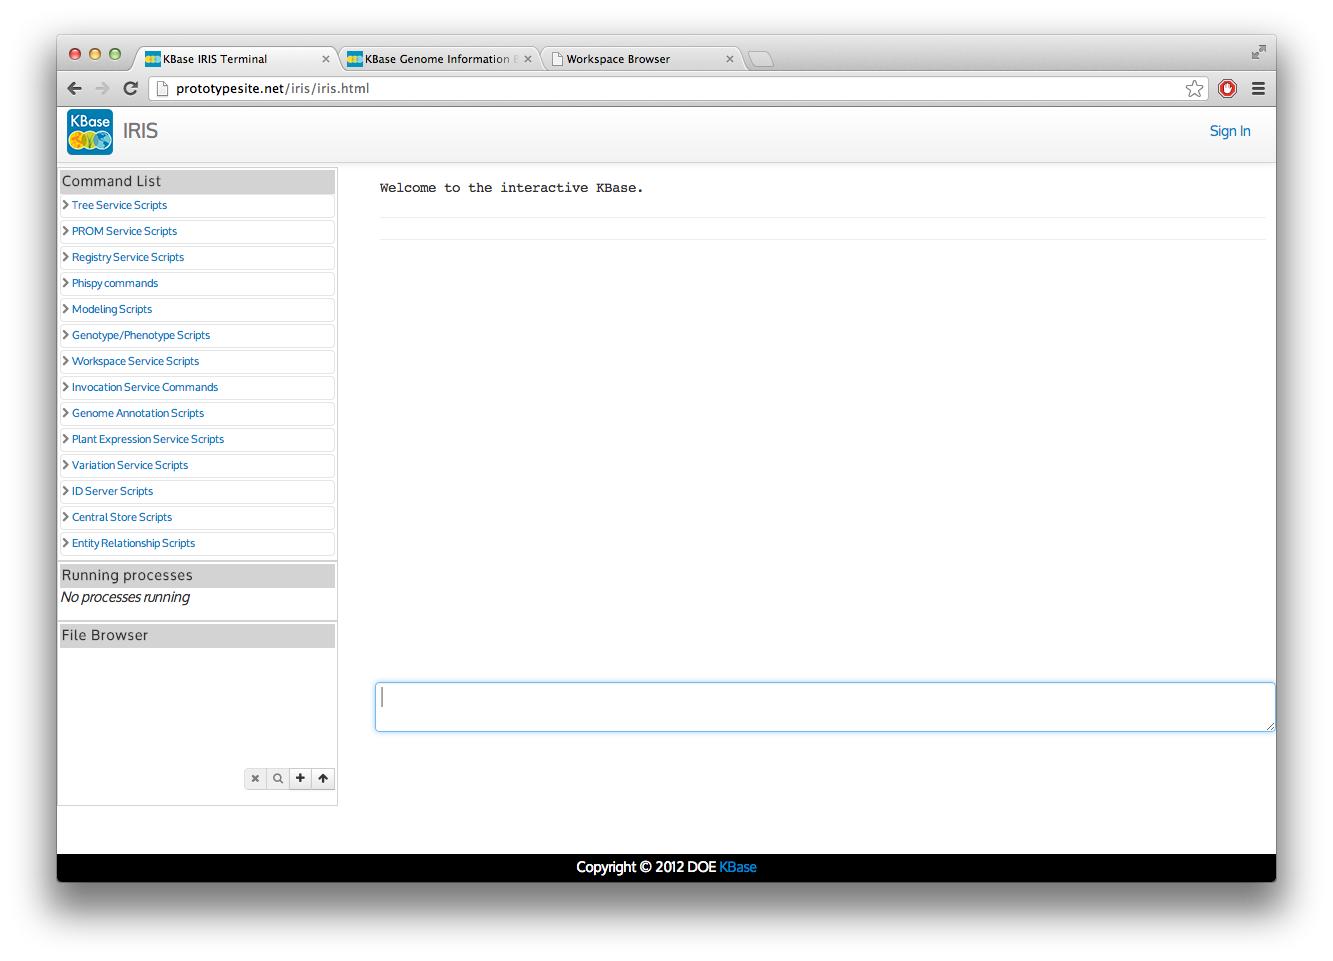 KBase IRIS Terminal
KBase Genome Information
Workspace Browser
prototypesite.net/iris/iris.html
KBase
IRIS
Sign In
Command List
Tree Service Scripts
PROM Service Scripts
Registry Service Scripts
Phispy commands
Modeling Scripts
Genotype/Phenotype Scripts
Workspace Service Scripts
Invocation Service Commands
Genome Annotation Scripts
Plant Expression Service Scripts
Variation Service Scripts
ID Server Scripts
Central Store Scripts
Entity Relationship Scripts
Running processes
No processes running
File Browser
Welcome to the interactive KBase.
Copyright © 2012 DOE KBase